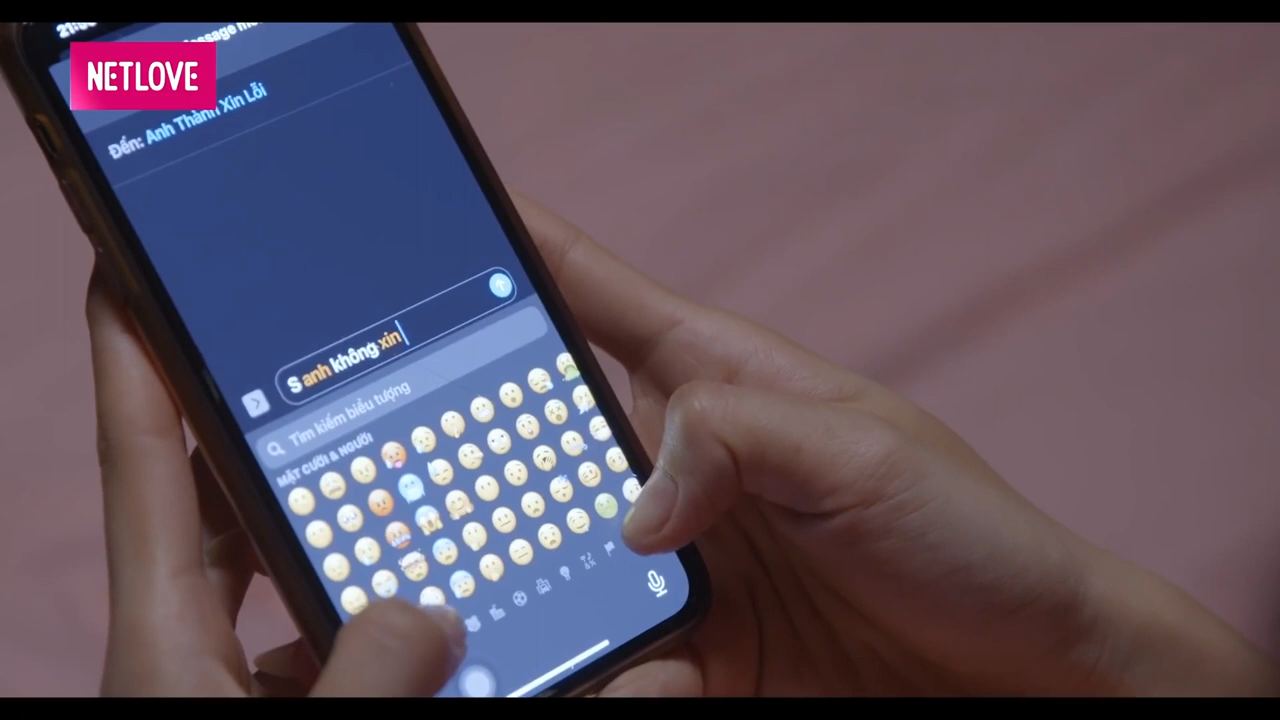 NETLOVE
Đến: Anh Thành Xin Lỗi
S anh không xin
Tìm kiếm biểu tượng
MẶT CƯỜI & NGƯỜI